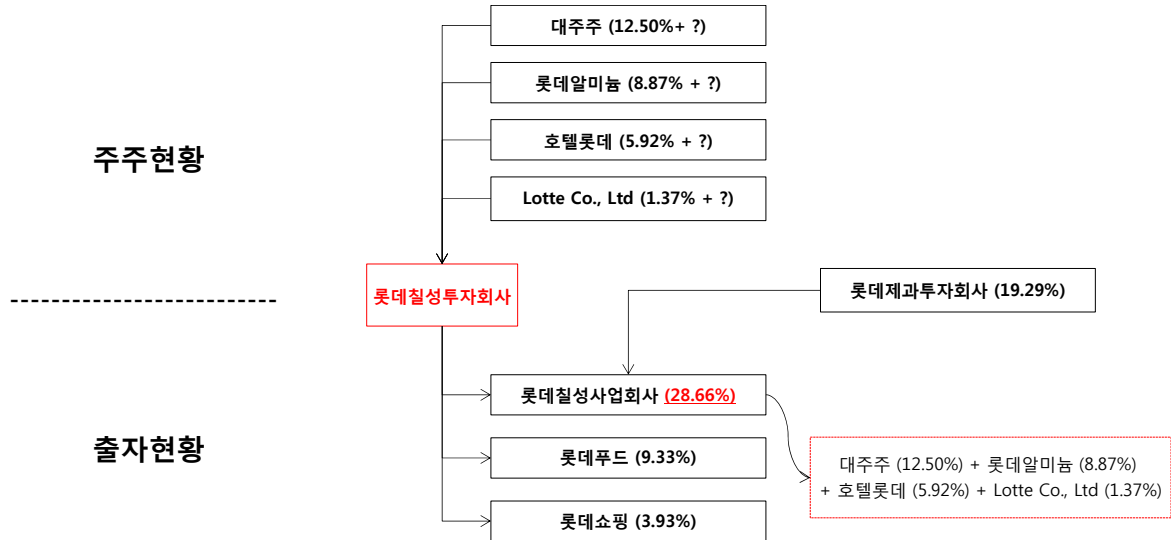 대주주 (12.50%+ ?)
롯데알미늄 (8.87% + ?)
호텔롯데 (5.92% + ?)
주주현황
Lotte Co., Ltd (1.37% + ?)
롯데칠성투자회사
롯데제과투자회사 (19.29%)
롯데칠성사업회사 (28.66%)
출자현황
롯데푸드 (9.33%)
대주주 (12.50%) + 롯데알미늄 (8.87%)
+ 호텔롯데 (5.92%) + Lotte Co., Ltd (1.37%)
롯데쇼핑 (3.93%)